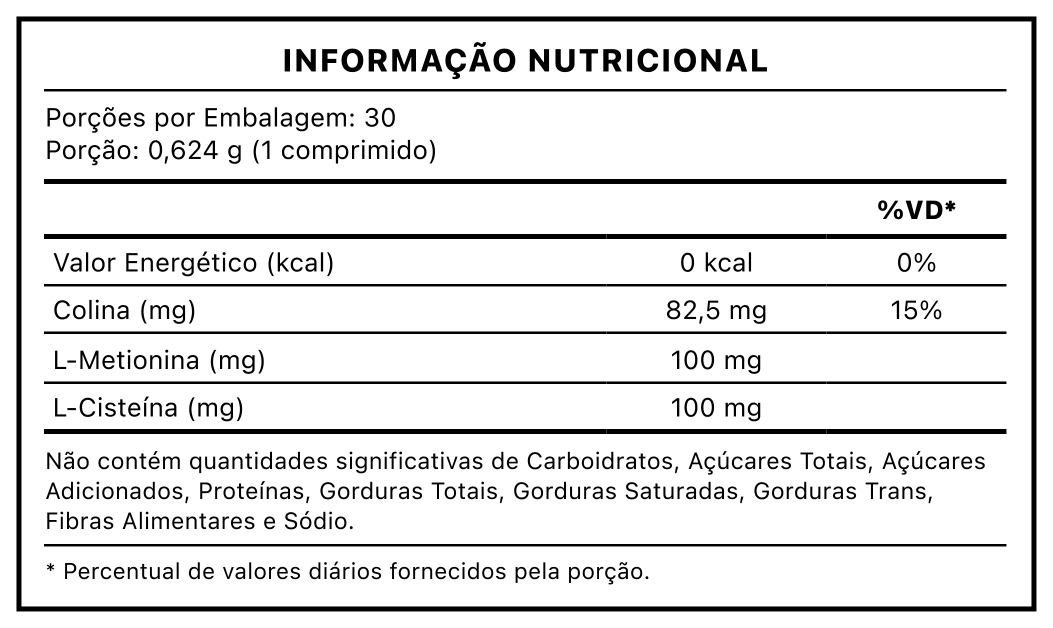 INFORMAÇÃO NUTRICIONAL
Porções por Embalagem: 30
Porção: 0,624 g (1 comprimido)
%VD*
Valor Energético (kcal) 0 kcal 0%
Colina (mg) 82,5 mg 15%
L-Metionina (mg) 100 mg
L-Cisteína (mg) 100 mg
Não contém quantidades significativas de Carboidratos, Açúcares Totais, Açúcares
Adicionados, Proteínas, Gorduras Totais, Gorduras Saturadas, Gorduras Trans,
Fibras Alimentares e Sódio.
* Percentual de valores diários fornecidos pela porção.